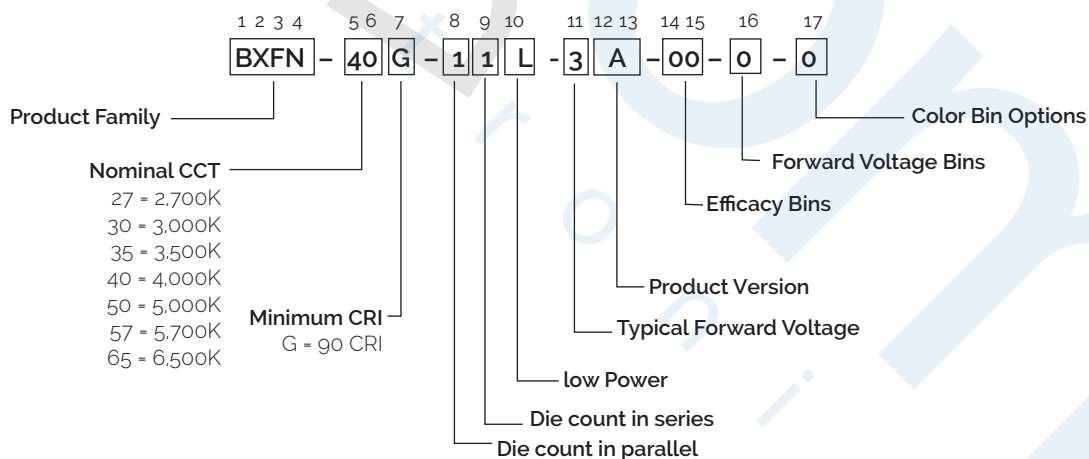 1 2 3 4 5 6 7 8 9 10 11 12 13 14 15 16 17
BXFN – 40 G – 1 1 L - 3 A – 00 – 0 – 0
Product Family
Color Bin Options
Nominal CCT
Forward Voltage Bins
27 = 2,700K
30 = 3,000K
35 = 3,500K
40 = 4,000K
50 = 5,000K
57 = 5,700K
65 = 6,500K
Efficacy Bins
Product Version
Minimum CRI
G = 90 CRI
Typical Forward Voltage
low Power
Die count in series
Die count in parallel